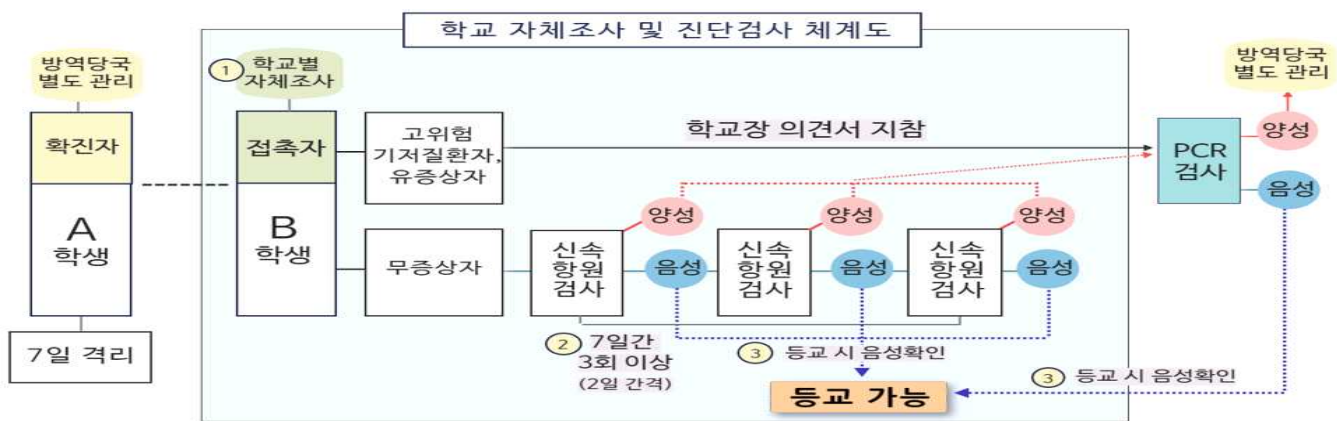 학교 자체조사 및 진단검사 체계도
방역당국
별도 관리
확진자
A
학생
7일 격리
1 학교별
자체조사
접촉자
B
학생
고위험
기저질환자,
유증상자
학교장 의견서 지참
무증상자
신속
항원
검사
양성
음성
신속
항원
검사
양성
음성
신속
항원
검사
양성
음성
2 7일간
3회 이상
(2일 간격)
3 등교 시 음성확인
등교 가능
PCR
검사
양성
음성
방역당국
별도 관리
3 등교 시 음성확인